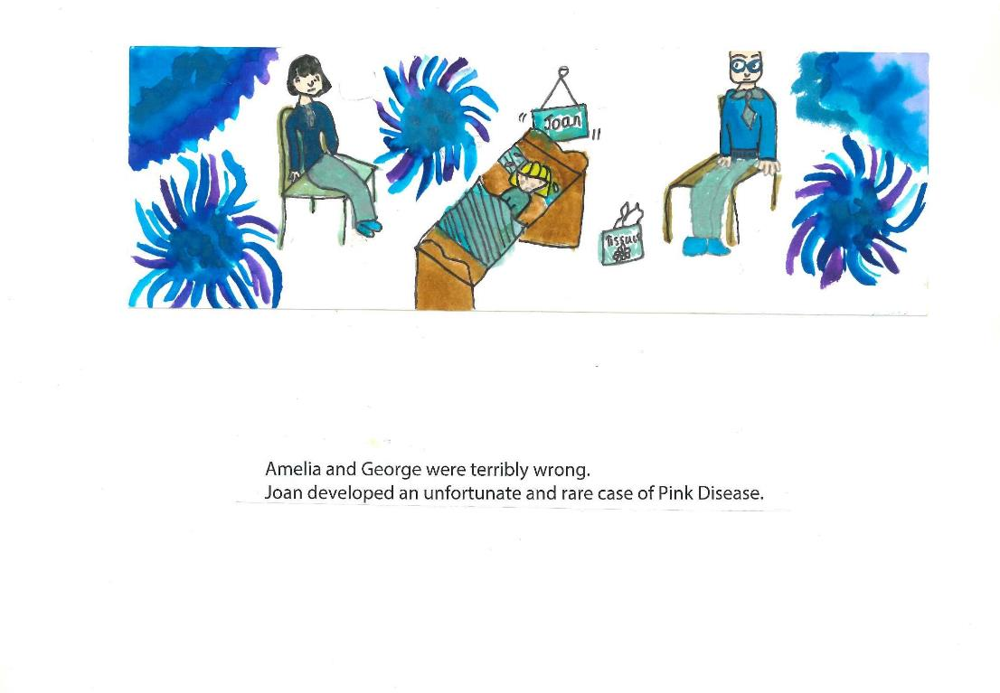 "Joan"
Tissues
Amelia and George were terribly wrong.
Joan developed an unfortunate and rare case of Pink Disease.